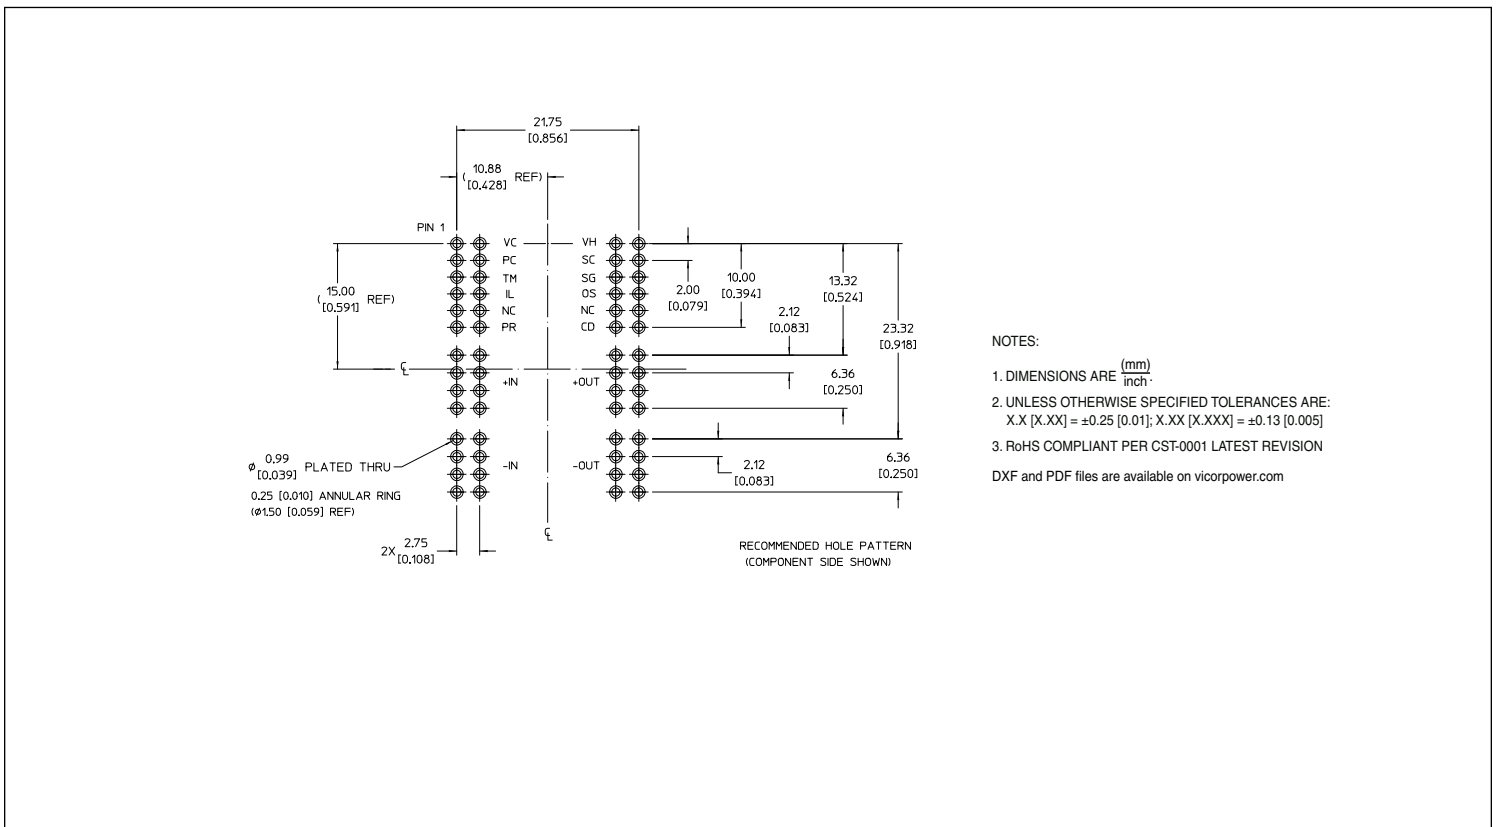 21.75
[0.856]
( 10.88 REF)
[0.428]
PIN 1
VC VH
PC SC
TM SG
IL OS
NC NC
PR CD
( 15.00 REF)
[0.591]
2.00
[0.079]
10.00
[0.394]
13.32
[0.524]
2.12
[0.083]
23.32
[0.918]
℄
+IN +OUT
6.36
[0.250]
ø 0.99 PLATED THRU
[0.039]
0.25 [0.010] ANNULAR RING
(ø1.50 [0.059] REF)
-IN -OUT
2.12
[0.083]
6.36
[0.250]
℄
2X 2.75
[0.108]
RECOMMENDED HOLE PATTERN
(COMPONENT SIDE SHOWN)
NOTES:
1. DIMENSIONS ARE (mm)
inch.
2. UNLESS OTHERWISE SPECIFIED TOLERANCES ARE:
X.X [X.XX] = ±0.25 [0.01]; X.XX [X.XXX] = ±0.13 [0.005]
3. RoHS COMPLIANT PER CST-0001 LATEST REVISION
DXF and PDF files are available on vicorpower.com